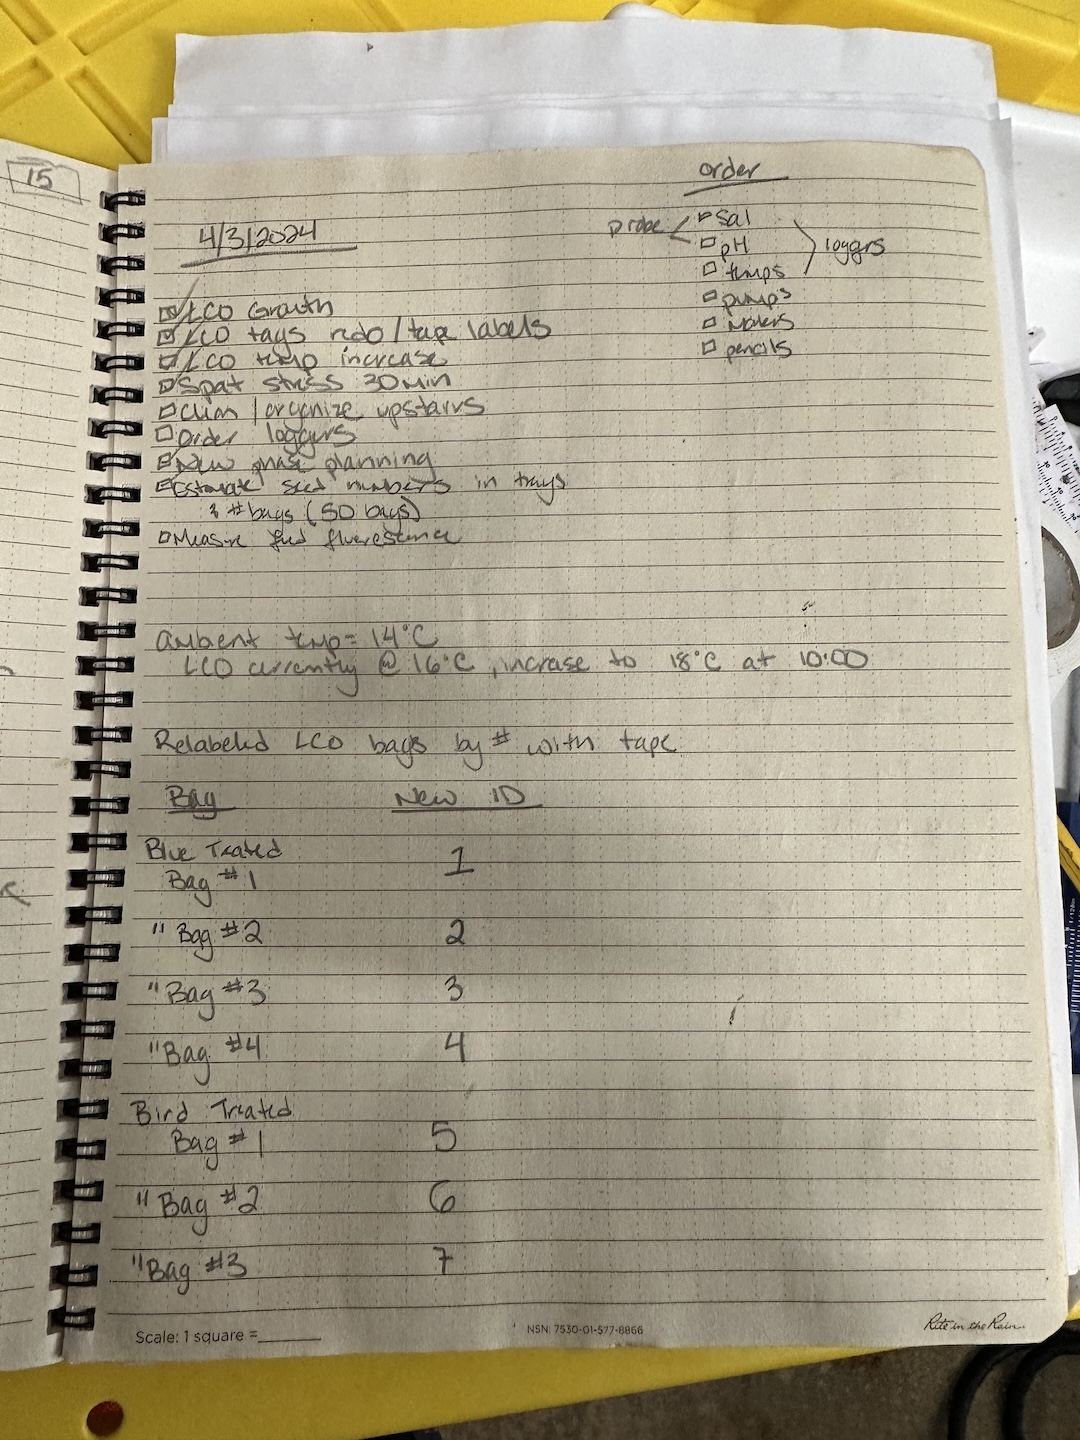 15
order
4/3/2024
probe
sal
pH
temps
loggers
pumps
pencils
LCO Growth
LCO tags redo/tape labels
LCO temp increase
Spat stress 30min
Clean/organize upstairs
Order loggers
New phase planning
Estimate seed numbers in trays
& # bags (50 bags)
Measure feed fluorescence
ambient temp= 14°C
LCO currently @ 16°C, increase to 18°C at 10:00
Relabeled LCO bags by # with tape
Bag New ID
Blue Treated
Bag #1 1
" Bag #2 2
" Bag #3 3
" Bag #4 4
Bird Treated
Bag #1 5
" Bag #2 6
" Bag #3 7
Scale: 1 square =______
NSN: 7530-01-577-8866
Rite in the Rain